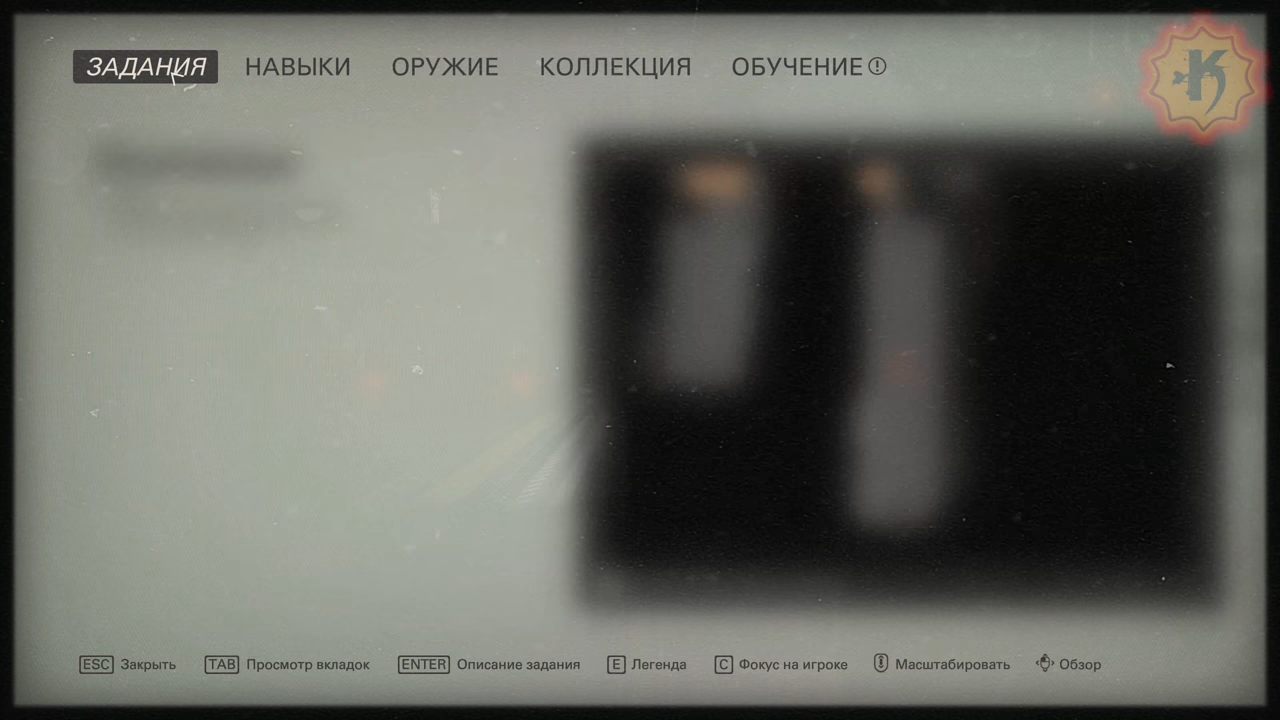 ЗАДАНИЯ НАВЫКИ ОРУЖИЕ КОЛЛЕКЦИЯ ОБУЧЕНИЕ
K
ESC Закрыть TAB Просмотр вкладок ENTER Описание задания E Легенда C Фокус на игроке Масштабировать Обзор